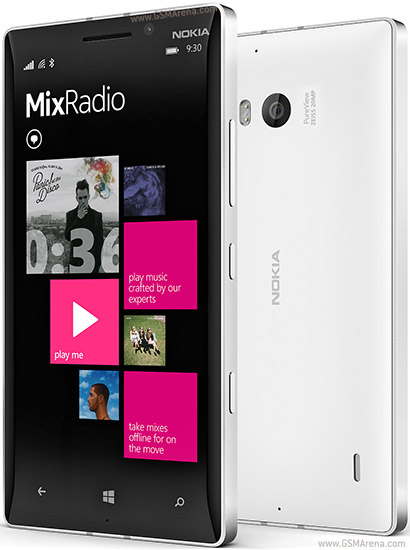 www.GSMArena.com
NOKIA
9:30
MixRadio
Panic! at the
Disco
0:36
play music
crafted by our
experts
play me
take mixes
offline for on
the move
PureView
ZEISS 20MP
NOKIA
www.GSMArena.com